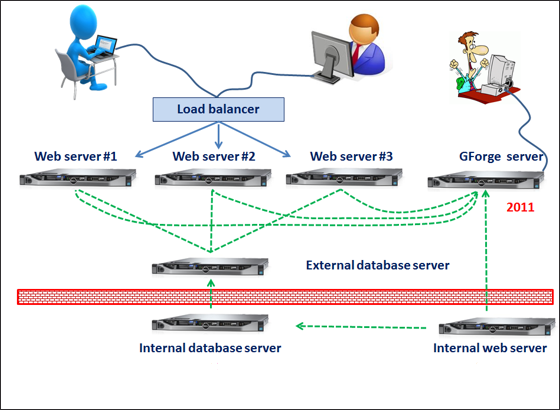 Load balancer
Web server #1
Web server #2
Web server #3
GForge server
2011
External database server
Internal database server
Internal web server